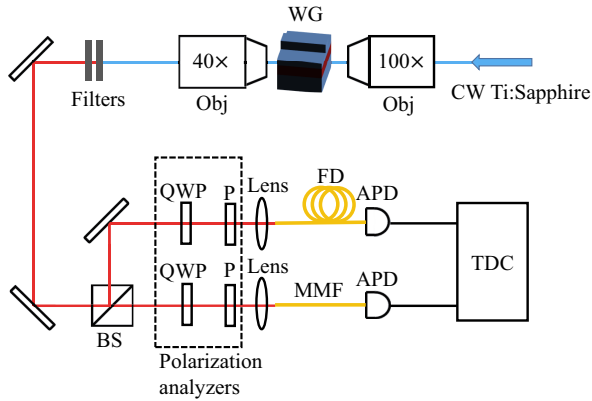 WG
40×
100×
Filters
Obj
Obj
CW Ti:Sapphire
FD
QWP
P
Lens
APD
TDC
QWP
P
Lens
MMF
APD
BS
Polarization
analyzers